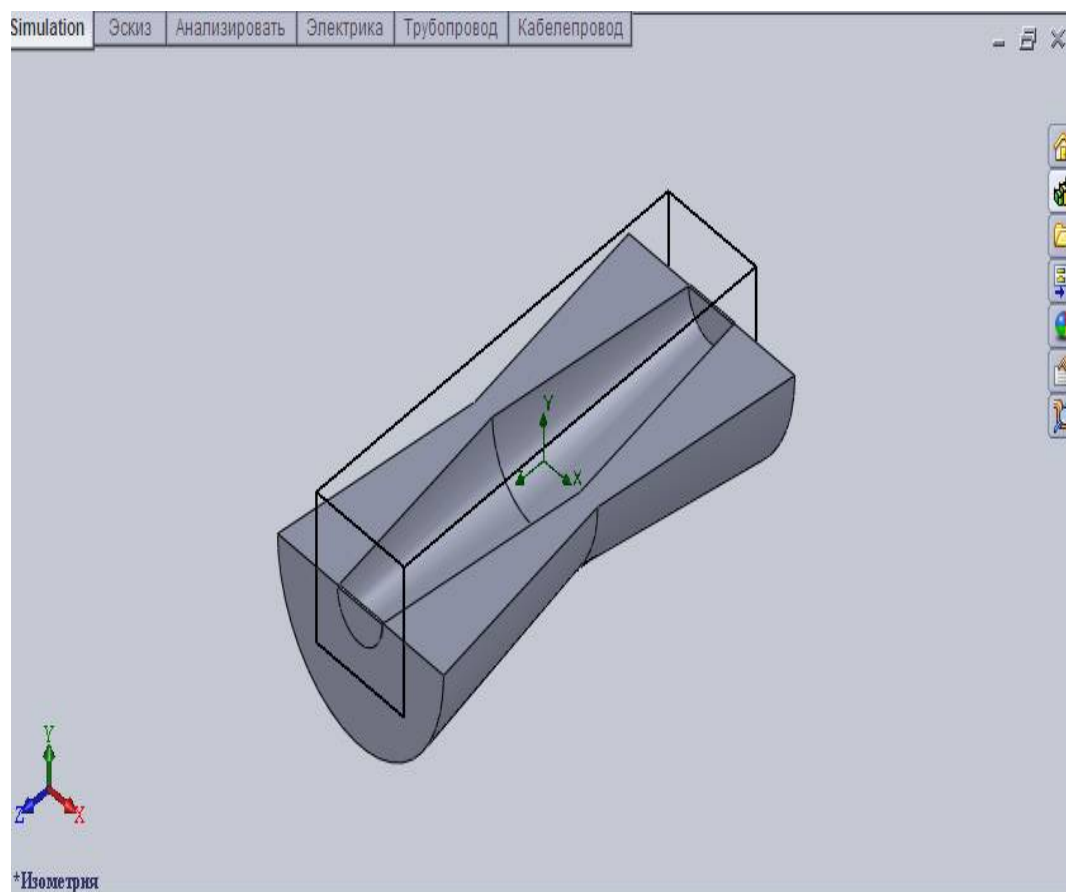 Simulation Эскиз Анализировать Электрика Трубопровод Кабелепровод
Y
Z X
Y
Z X
*Изометрия